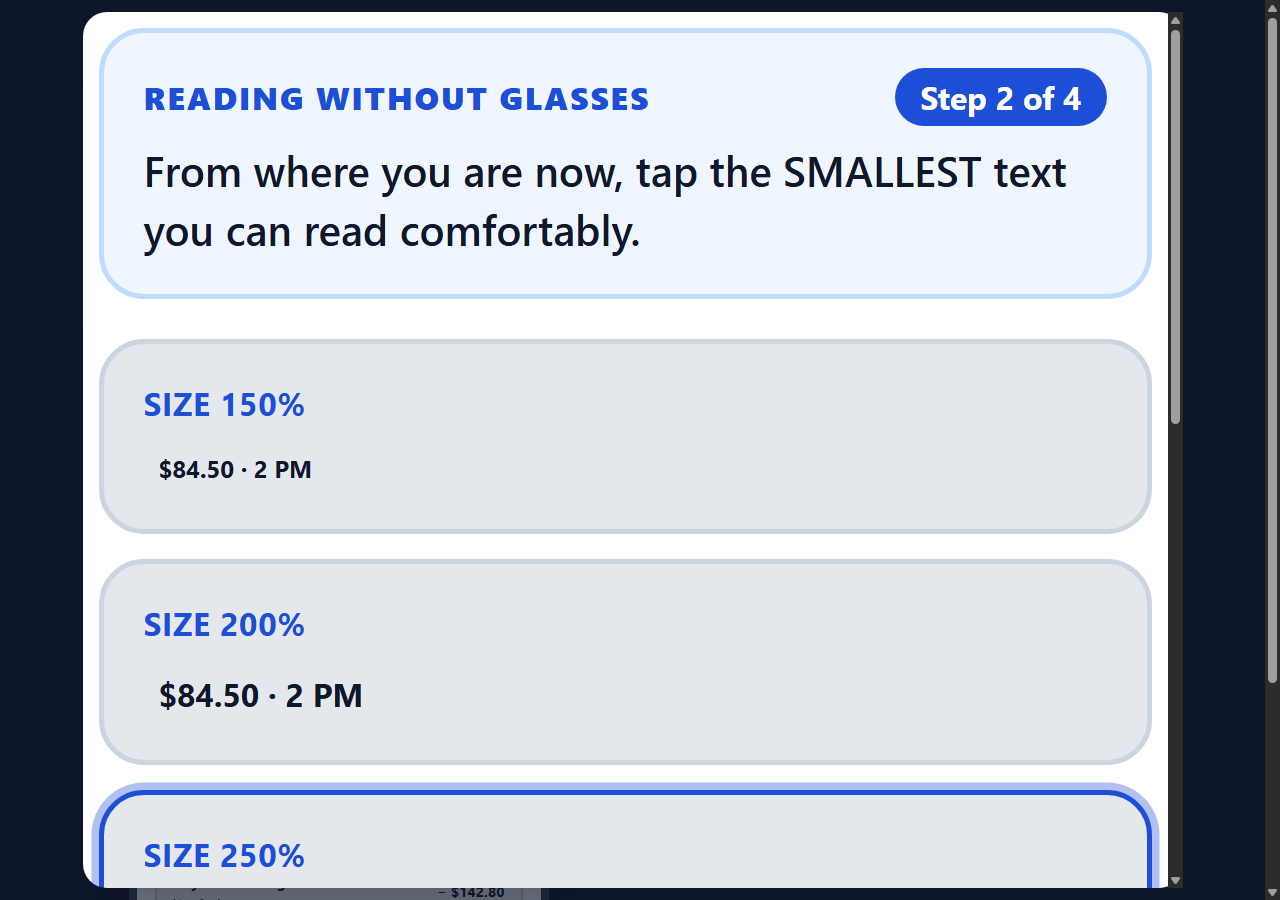 READING WITHOUT GLASSES
Step 2 of 4
From where you are now, tap the SMALLEST text
you can read comfortably.
SIZE 150%
$84.50 · 2 PM
SIZE 200%
$84.50 · 2 PM
SIZE 250%
– $142.80